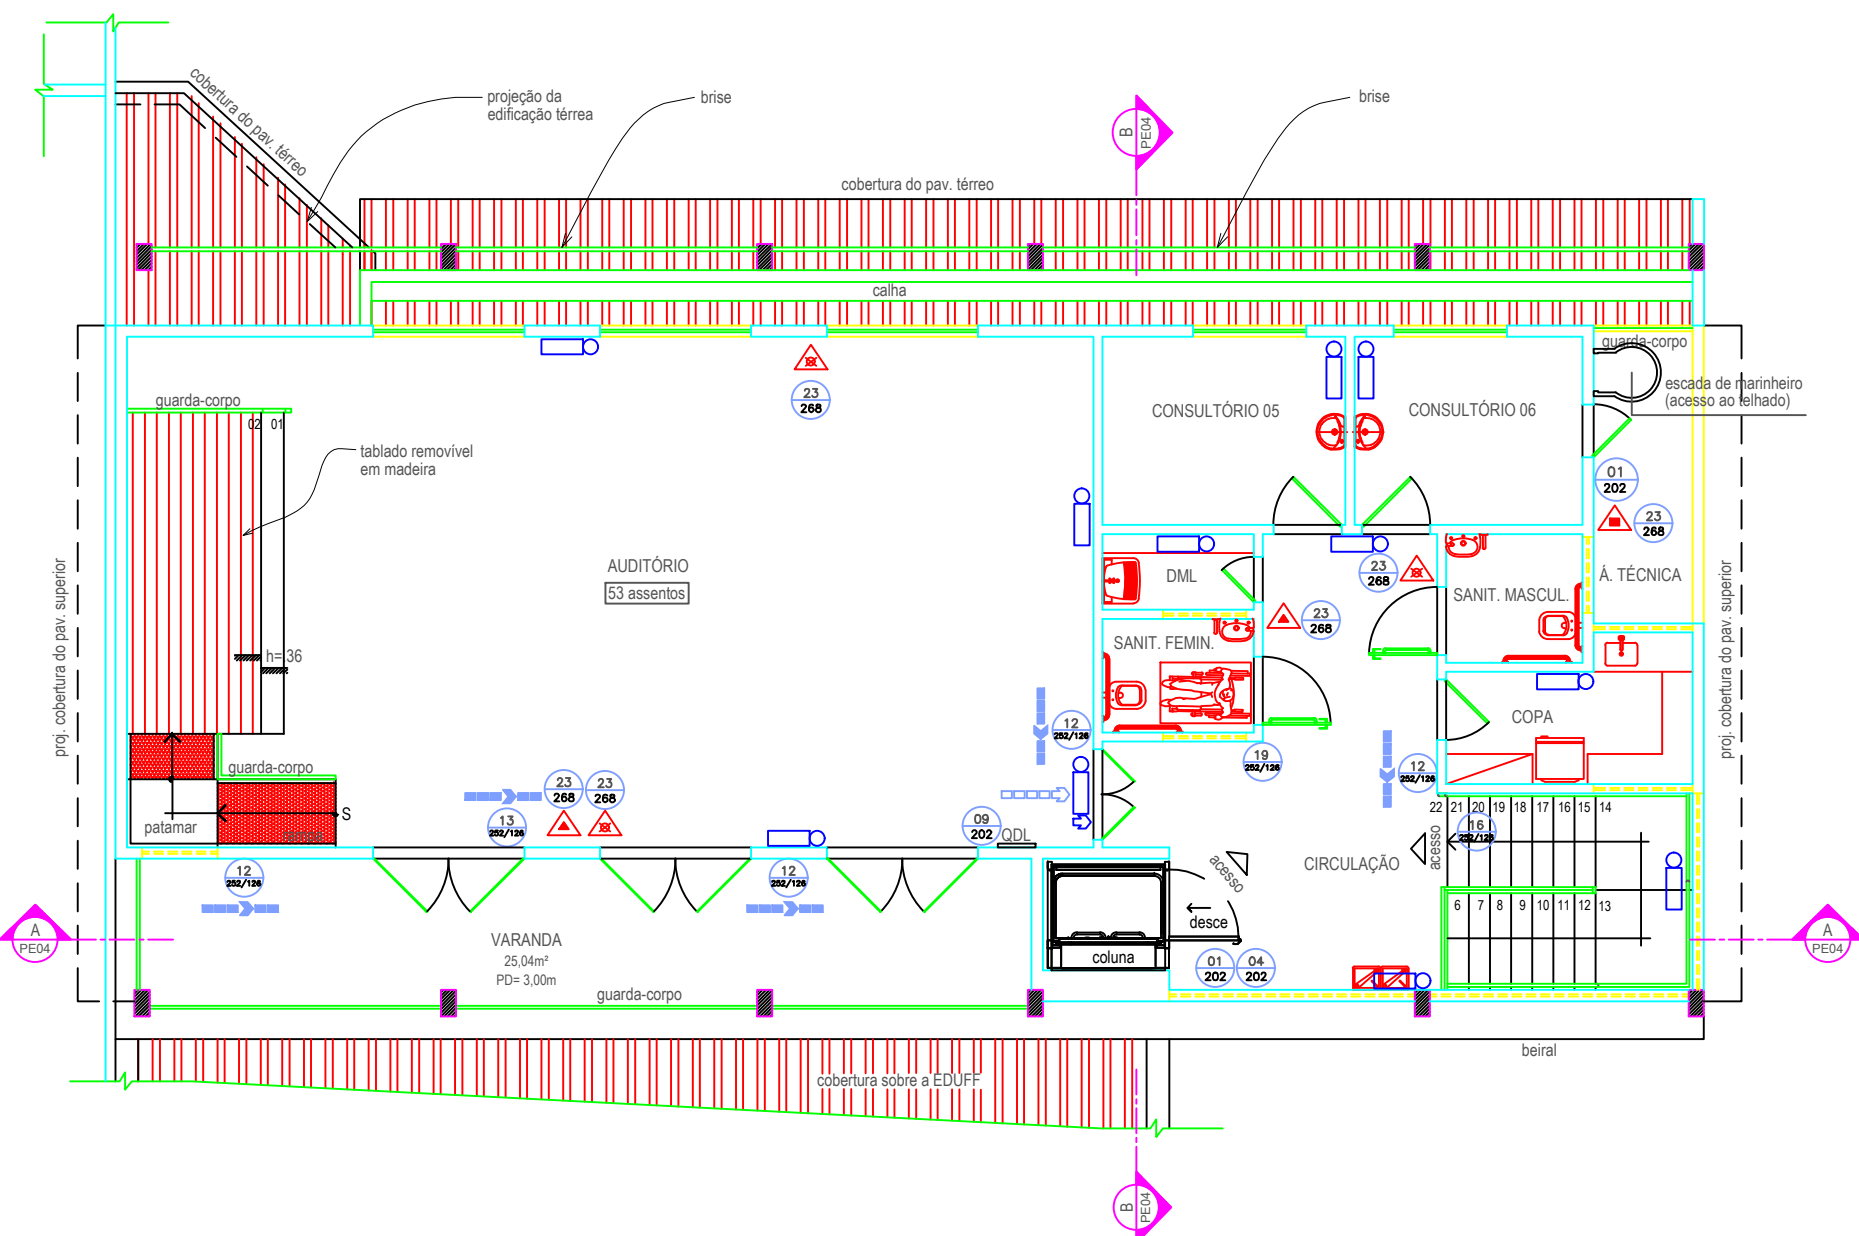 cobertura do pav. térreo
projeção da
edificação térrea
brise
B
PE04
brise
cobertura do pav. térreo
calha
guarda-corpo
escada de marinheiro
(acesso ao telhado)
23
268
CONSULTÓRIO 05
CONSULTÓRIO 06
guarda-corpo
02
01
tablado removível
em madeira
01
202
23
268
AUDITÓRIO
53 assentos
DML
23
268
SANIT. MASCUL.
Á. TÉCNICA
23
268
SANIT. FEMIN.
h= 36
proj. cobertura do pav. superior
proj. cobertura do pav. superior
12
252/126
19
252/126
COPA
12
252/126
guarda-corpo
23
268
23
268
S
patamar
rampa
13
252/126
09
202
QDL
22
21
20
19
18
17
16
15
14
16
252/126
acesso
acesso
CIRCULAÇÃO
12
252/126
12
252/126
6
7
8
9
10
11
12
13
desce
A
PE04
VARANDA
25,04m²
PD= 3,00m
coluna
01
202
04
202
A
PE04
guarda-corpo
beiral
cobertura sobre a EDUFF
B
PE04